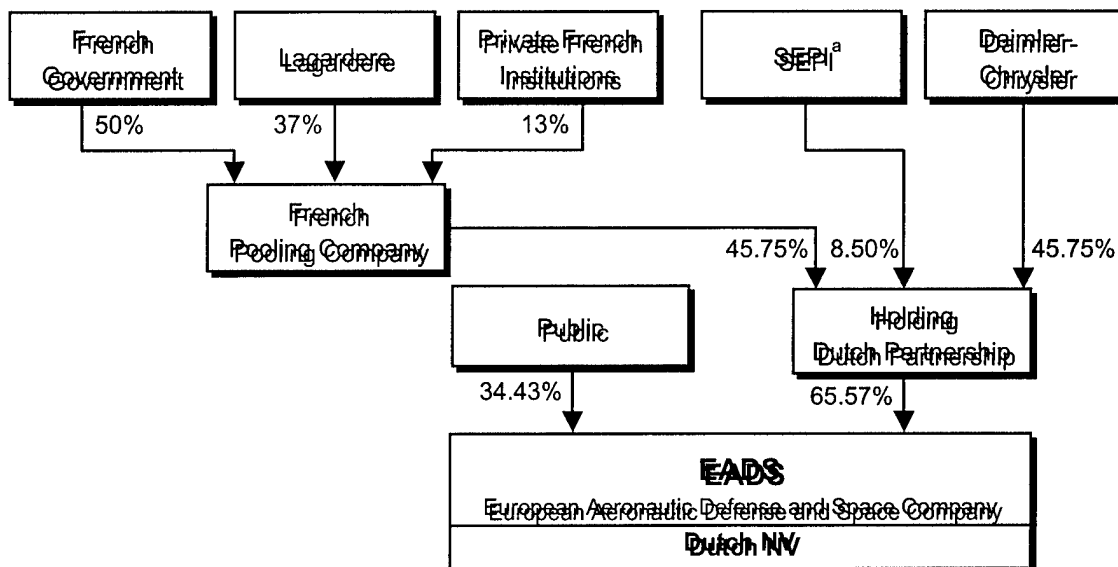 French
Government
Lagardere
Private French
Institutions
SEPI a
Daimler-
Chrysler
50%
37%
13%
French
Pooling Company
45.75%
8.50%
45.75%
Public
Holding
Dutch Partnership
34.43%
65.57%
EADS
European Aeronautic Defense and Space Company
Dutch NV